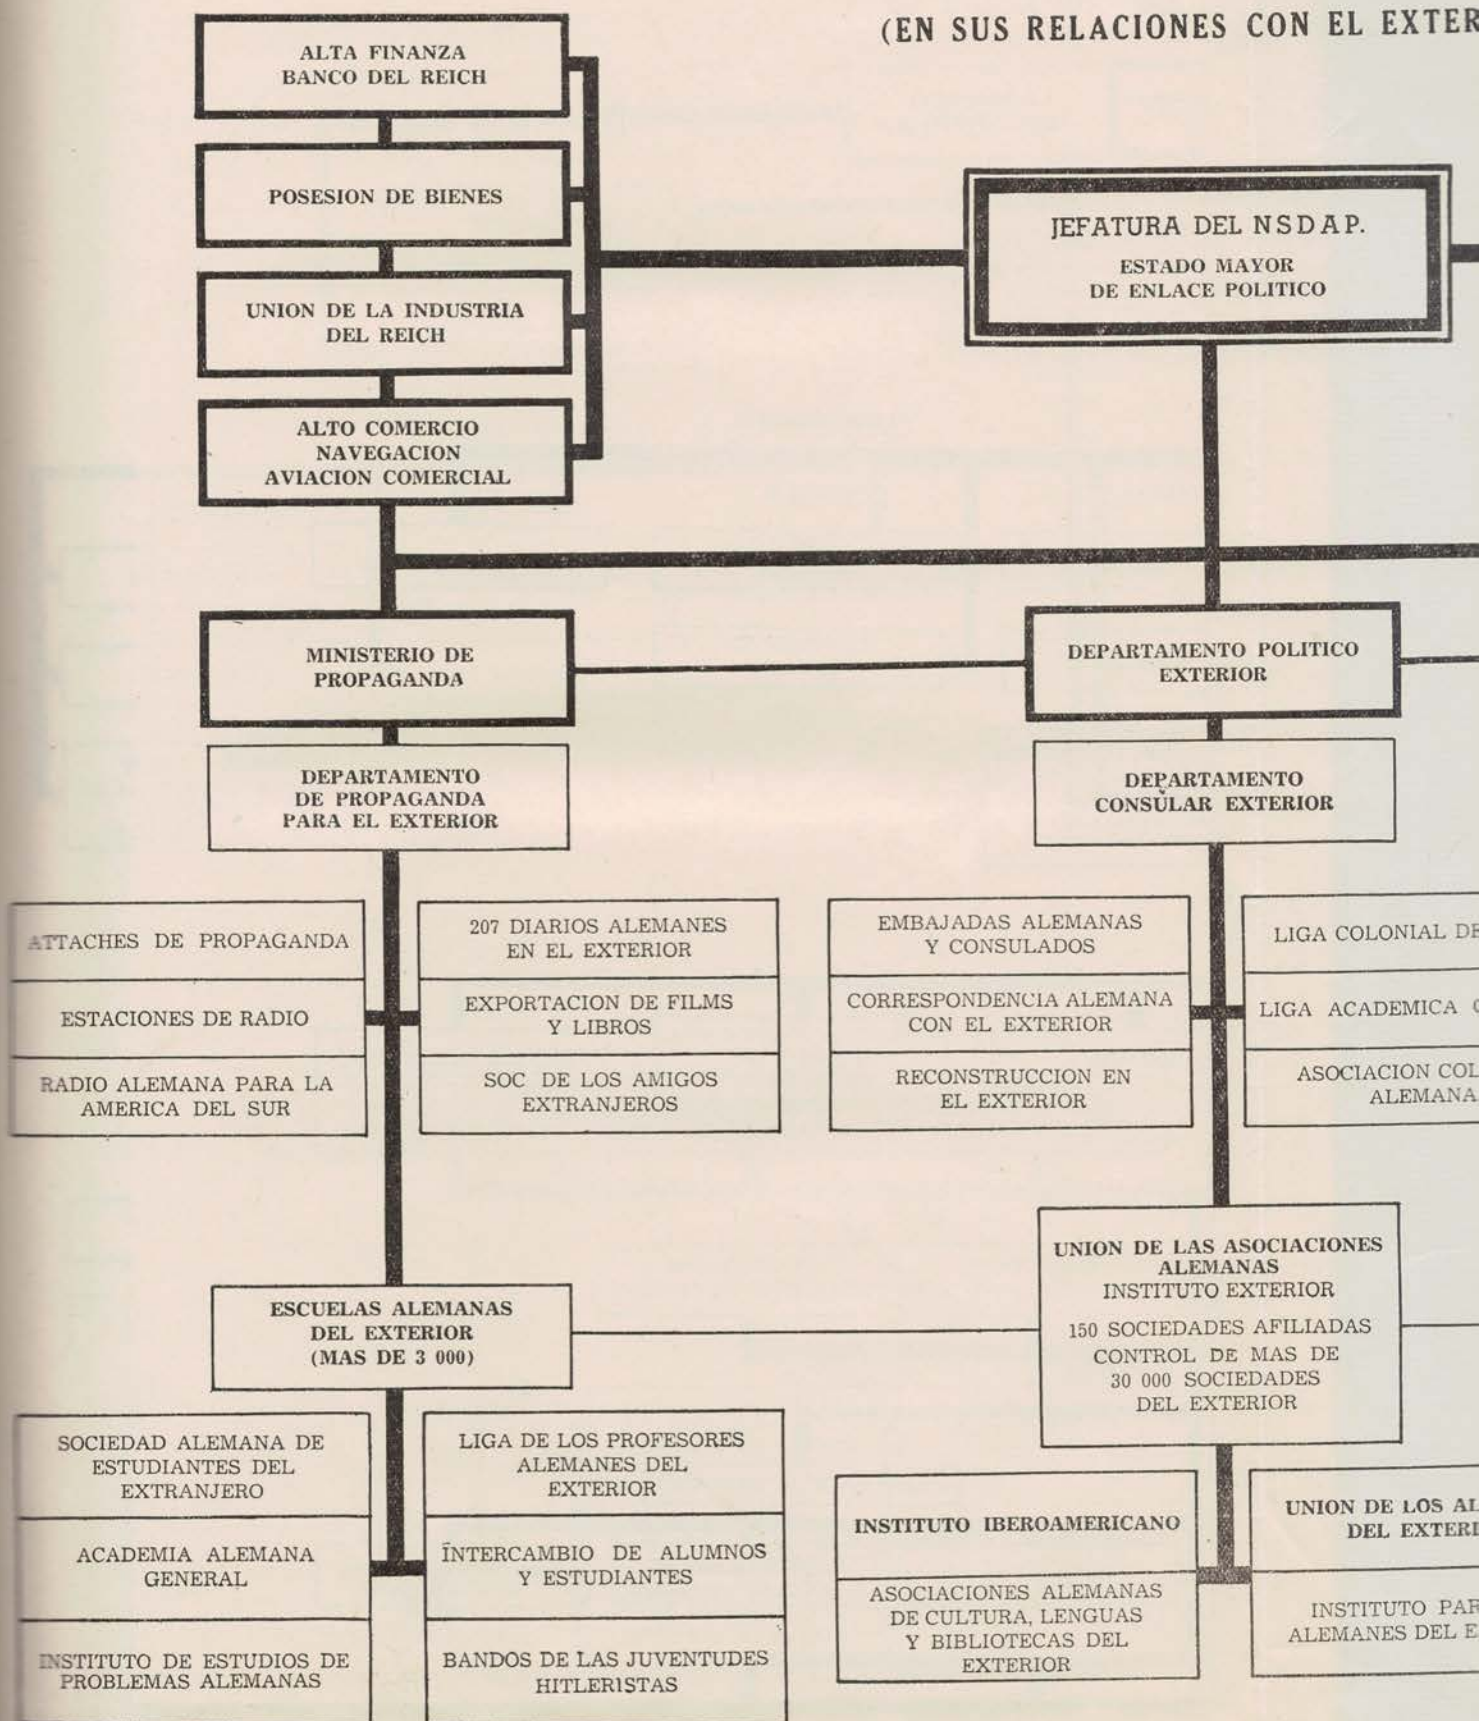 (EN SUS RELACIONES CON EL
ALTA FINANZA
BANCO DEL REICH
POSESION DE BIENES
UNION DE LA INDUSTRIA
DEL REICH
ALTO COMERCIO
NAVEGACION
AVIACION COMERCIAL
JEFATURA DEL NSDAP.
ESTADO MAYOR
DE ENLACE POLITICO
MINISTERIO DE
PROPAGANDA
DEPARTAMENTO POLITICO
EXTERIOR
DEPARTAMENTO
DE PROPAGANDA
PARA EL EXTERIOR
DEPARTAMENTO
CONSULAR EXTERIOR
ATTACHES DE PROPAGANDA
ESTACIONES DE RADIO
RADIO ALEMANA PARA LA
AMERICA DEL SUR
207 DIARIOS ALEMANES
EN EL EXTERIOR
EXPORTACION DE FILMS
Y LIBROS
SOC DE LOS AMIGOS
EXTRANJEROS
EMBAJADAS ALEMANAS
Y CONSULADOS
CORRESPONDENCIA ALEMANA
CON EL EXTERIOR
RECONSTRUCCION EN
EL EXTERIOR
LIGA COLONIAL
LIGA ACADEMICA
ASOCIACION
ALEMANA
ESCUELAS ALEMANAS
DEL EXTERIOR
(MAS DE 3 000)
UNION DE LAS ASOCIACIONES
ALEMANAS
INSTITUTO EXTERIOR
150 SOCIEDADES AFILIADAS
CONTROL DE MAS DE
30 000 SOCIEDADES
DEL EXTERIOR
SOCIEDAD ALEMANA DE
ESTUDIANTES DEL
EXTRANJERO
ACADEMIA ALEMANA
GENERAL
INSTITUTO DE ESTUDIOS DE
PROBLEMAS ALEMANAS
LIGA DE LOS PROFESORES
ALEMANES DEL
EXTERIOR
INTERCAMBIO DE ALUMNOS
Y ESTUDIANTES
BANDOS DE LAS JUVENTUDES
HITLERISTAS
INSTITUTO IBEROAMERICANO
ASOCIACIONES ALEMANAS
DE CULTURA, LENGUAS
Y BIBLIOTECAS DEL
EXTERIOR
UNION DE LOS
DEL
INSTITUTO
ALEMANES DEL